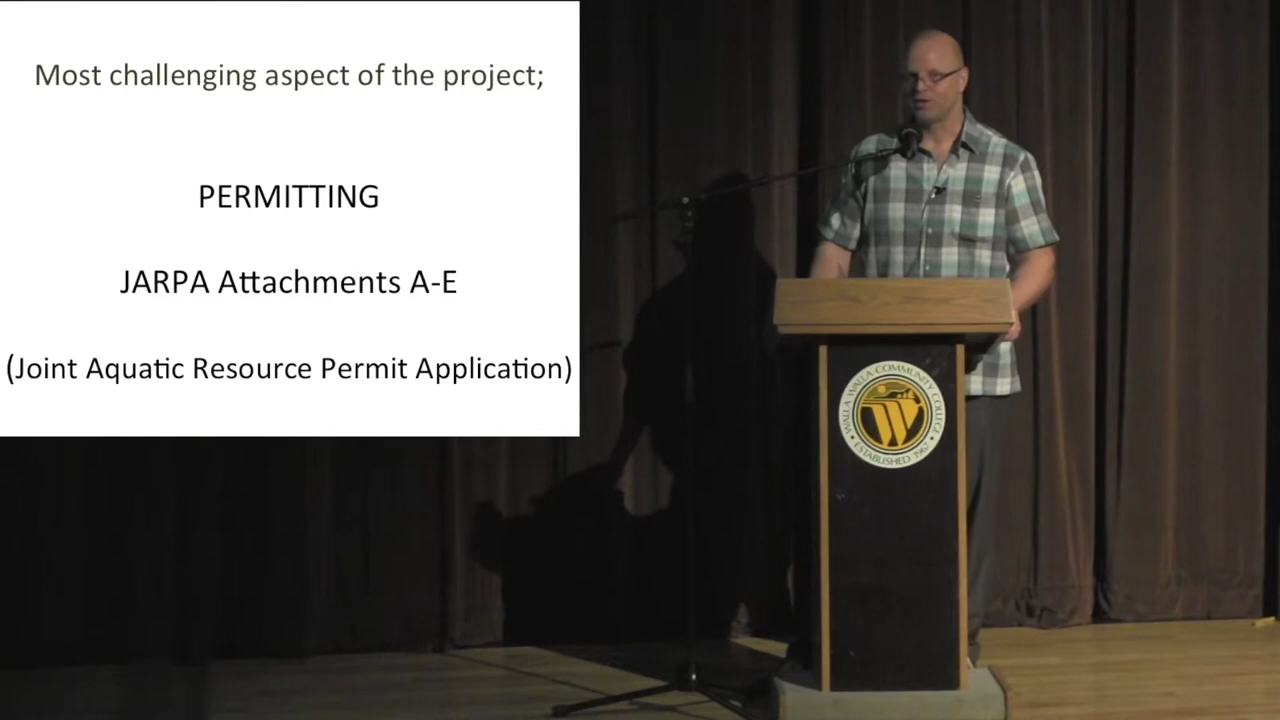 Most challenging aspect of the project;
PERMITTING
JARPA Attachments A-E
(Joint Aquatic Resource Permit Application)
WALLA WALLA COMMUNITY COLLEGE
• ESTABLISHED 1967 •